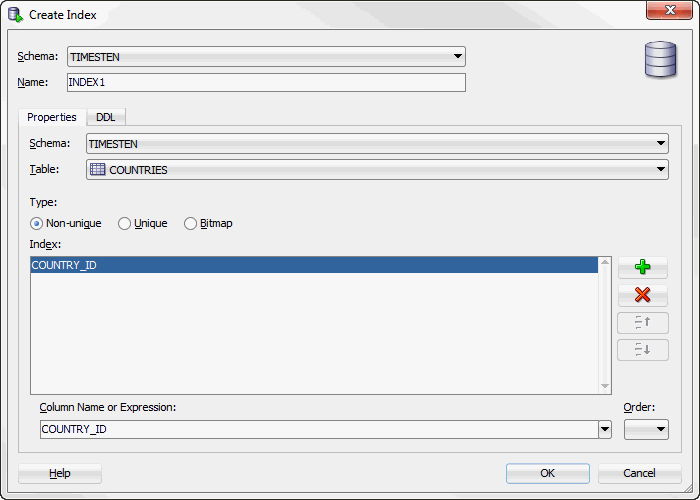 Create Index
Schema: TIMESTEN
Name: INDEX1
Properties DDL
Schema: TIMESTEN
Table: COUNTRIES
Type:
Non-unique Unique Bitmap
Index:
COUNTRY_ID
Column Name or Expression: Order:
COUNTRY_ID
Help OK Cancel